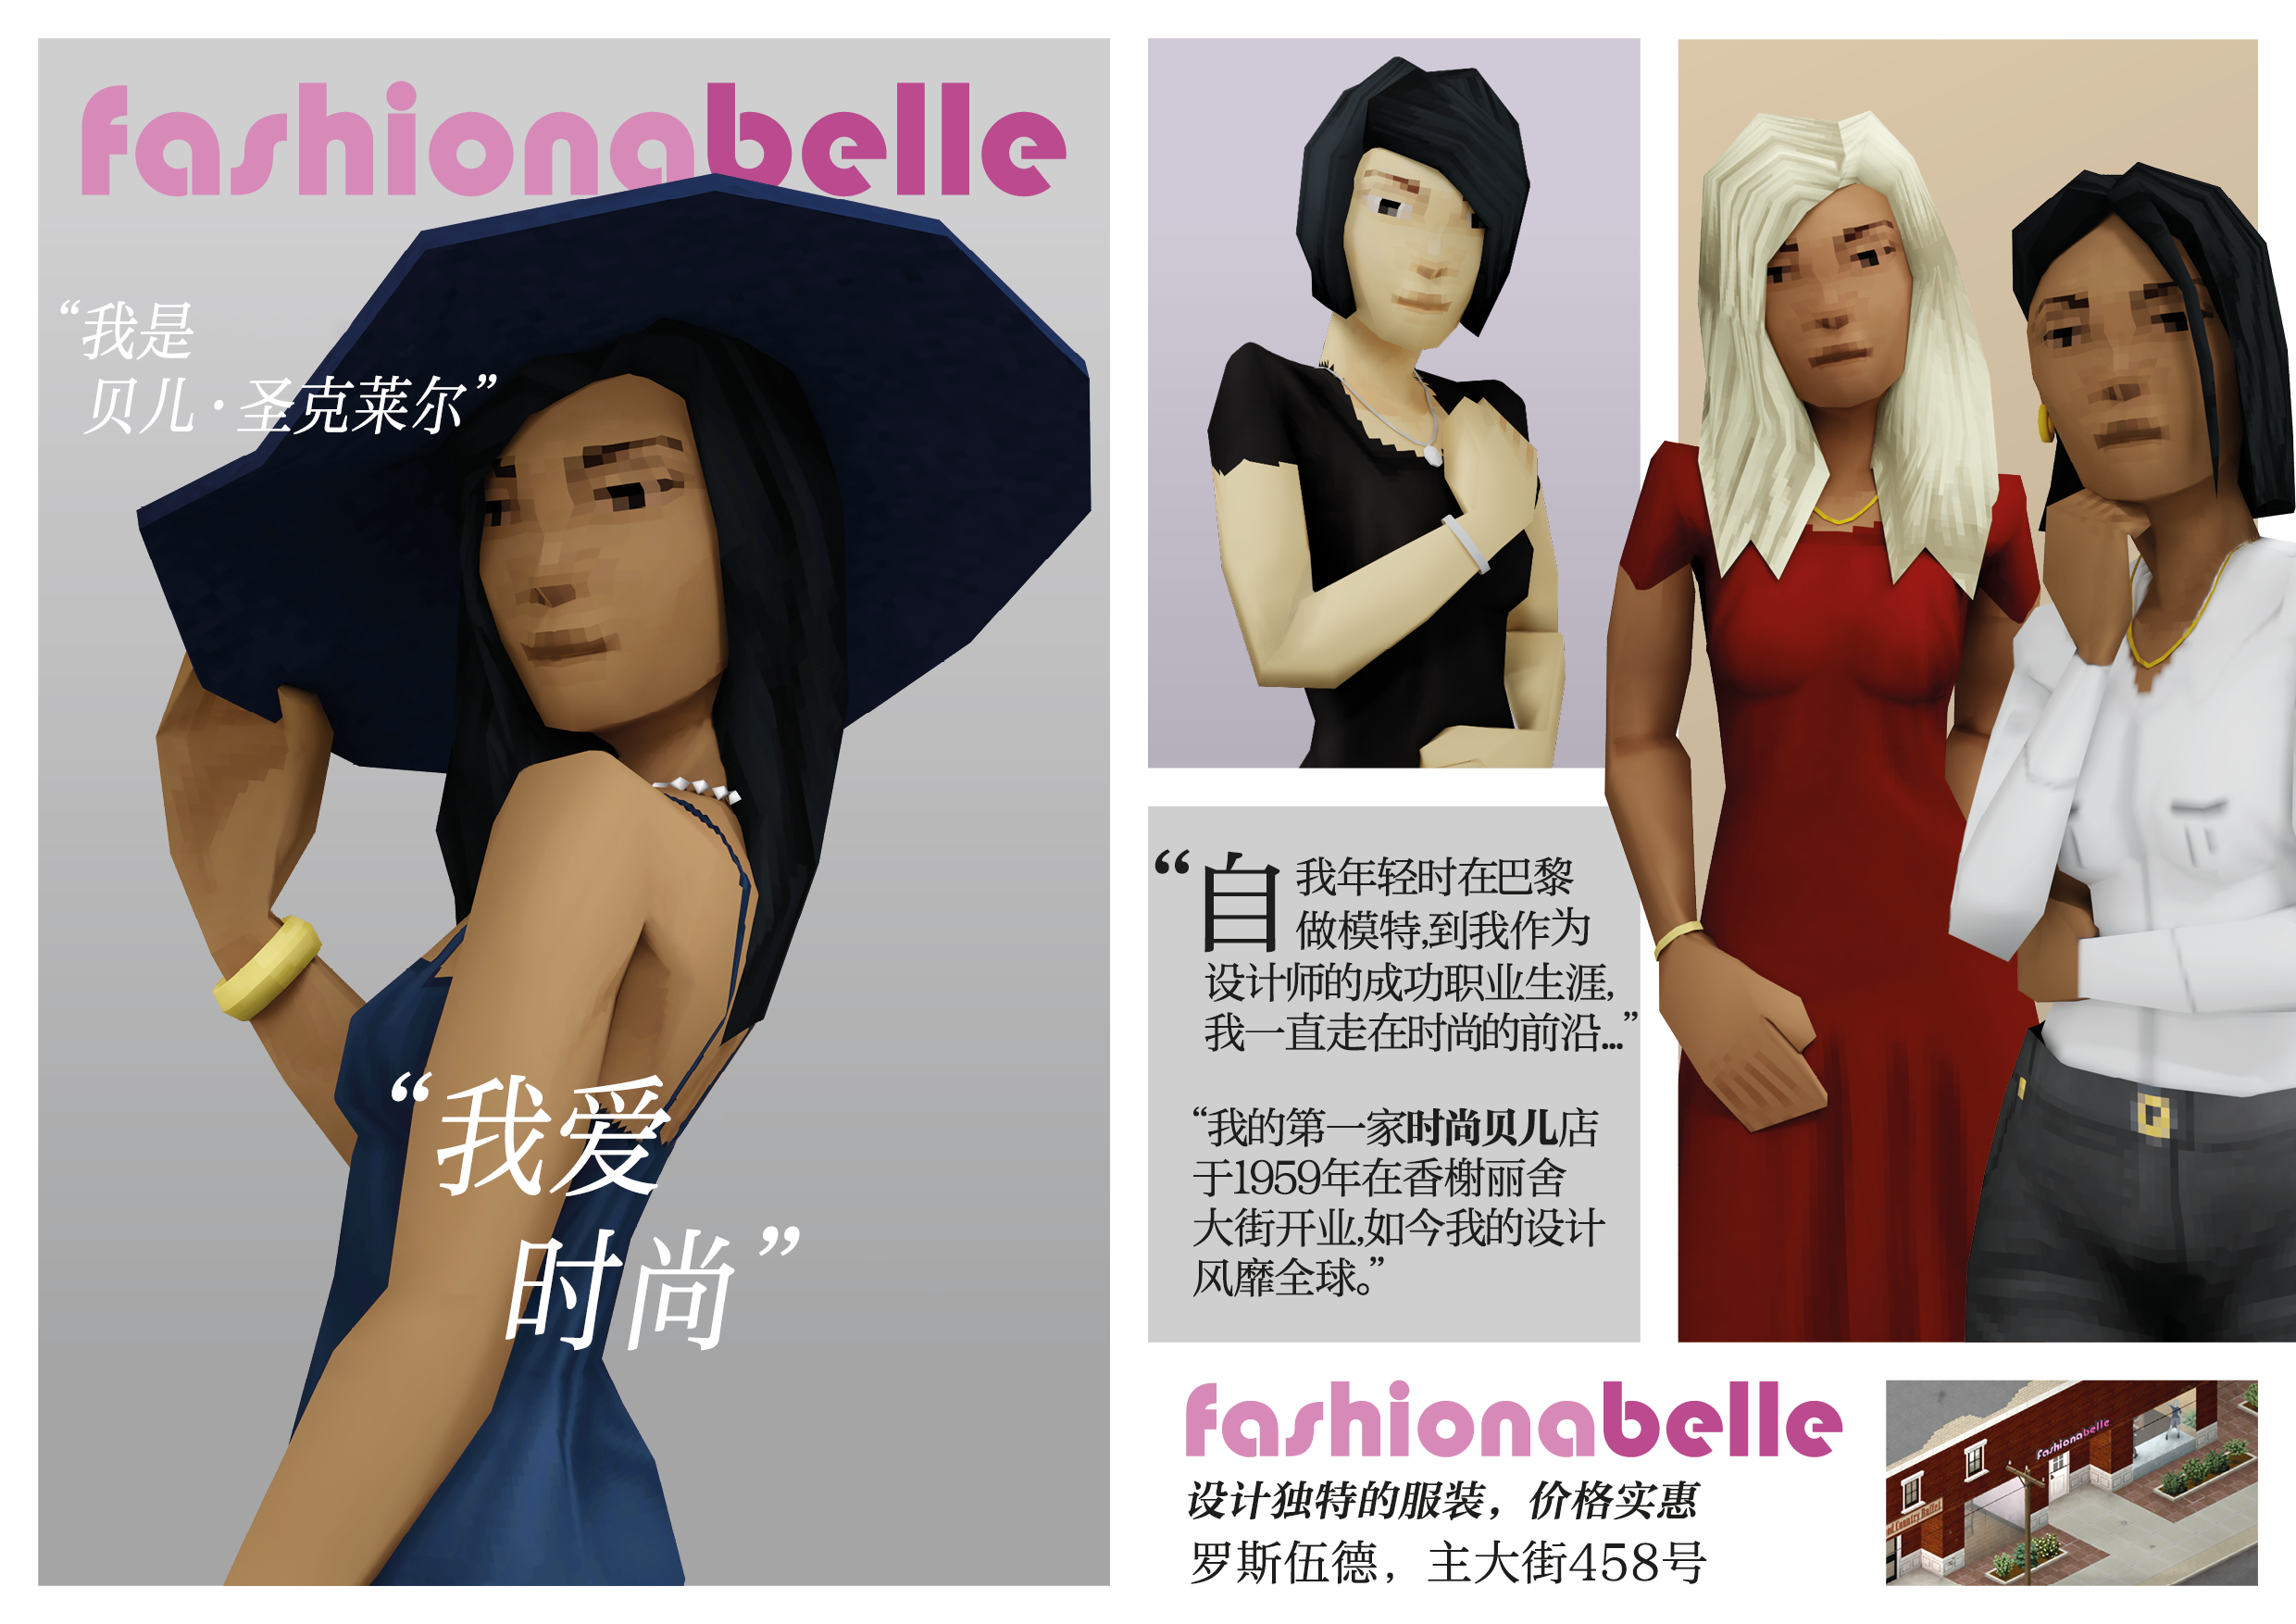 fashionabelle
“我是
贝儿·圣克莱尔”
“我爱
时尚”
“自我年轻时在巴黎
做模特,到我作为
设计师的成功职业生涯,
我一直走在时尚的前沿...”
“我的第一家时尚贝儿店
于1959年在香榭丽舍
大街开业,如今我的设计
风靡全球。”
fashionabelle
设计独特的服装，价格实惠
罗斯伍德，主大街458号
fashionabelle